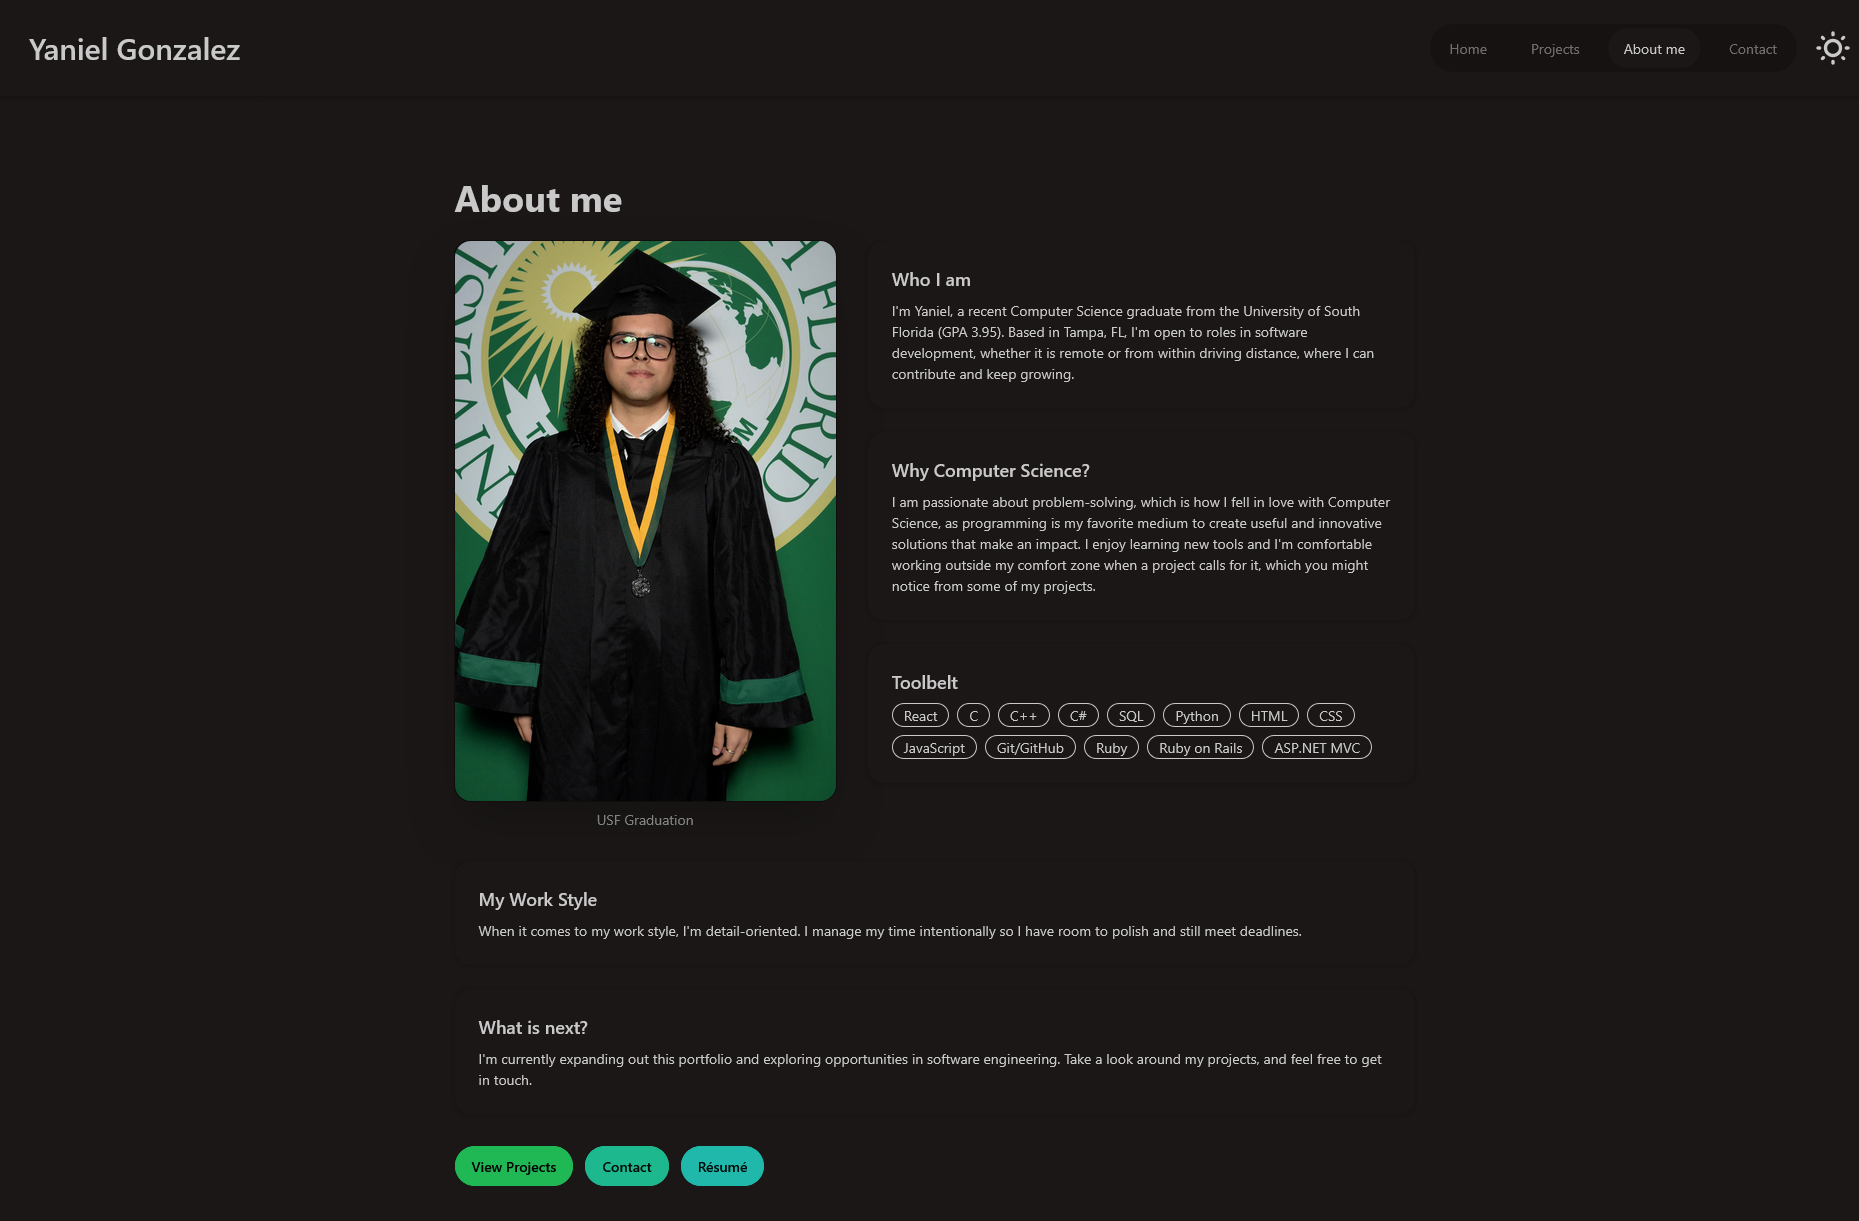 Yaniel Gonzalez
Home
Projects
About me
Contact
About me
Who I am
I'm Yaniel, a recent Computer Science graduate from the University of South
Florida (GPA 3.95). Based in Tampa, FL, I'm open to roles in software
development, whether it is remote or from within driving distance, where I can
contribute and keep growing.
Why Computer Science?
I am passionate about problem-solving, which is how I fell in love with Computer
Science, as programming is my favorite medium to create useful and innovative
solutions that make an impact. I enjoy learning new tools and I'm comfortable
working outside my comfort zone when a project calls for it, which you might
notice from some of my projects.
Toolbelt
React
C
C++
C#
SQL
Python
HTML
CSS
JavaScript
Git/GitHub
Ruby
Ruby on Rails
ASP.NET MVC
USF Graduation
My Work Style
When it comes to my work style, I'm detail-oriented. I manage my time intentionally so I have room to polish and still meet deadlines.
What is next?
I'm currently expanding out this portfolio and exploring opportunities in software engineering. Take a look around my projects, and feel free to get
in touch.
View Projects
Contact
Résumé